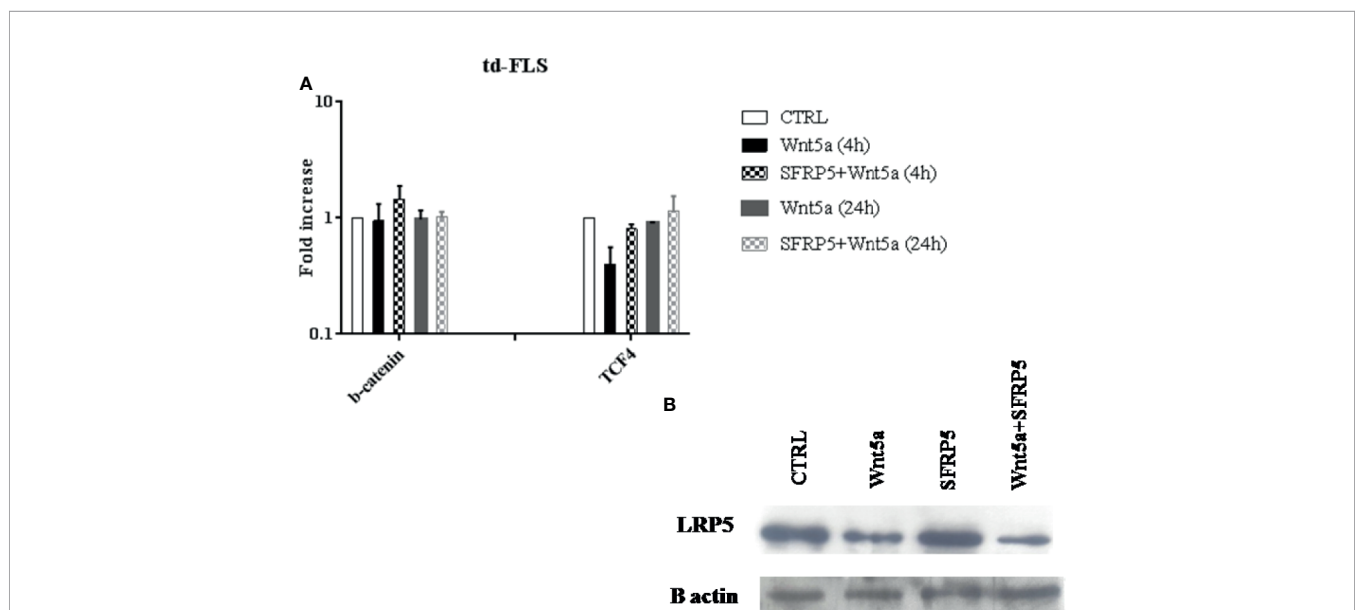 td-FLS
A
10
1
0.1
Fold increase
b-catenin
TCF4
CTRL
Wnt5a (4h)
SFRP5+Wnt5a (4h)
Wnt5a (24h)
SFRP5+Wnt5a (24h)
B
CTRL
Wnt5a
SFRP5
Wnt5a+SFRP5
LRP5
B actin